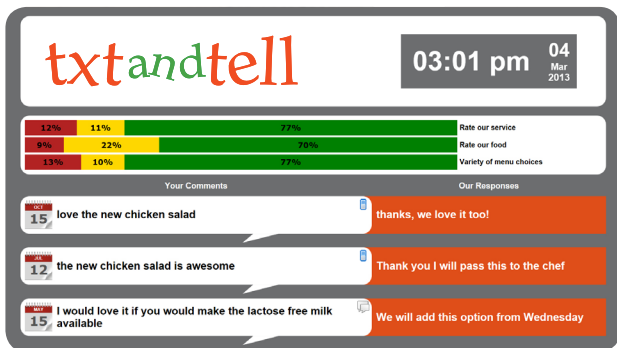 txtandtell
03:01 pm
04
Mar
2013
12% 11% 77% Rate our service
9% 22% 70% Rate our food
13% 10% 77% Variety of menu choices
Your Comments Our Responses
OCT
15
love the new chicken salad
thanks, we love it too!
JUL
12
the new chicken salad is awesome
Thank you I will pass this to the chef
MAY
15
I would love it if you would make the lactose free milk
available
We will add this option from Wednesday